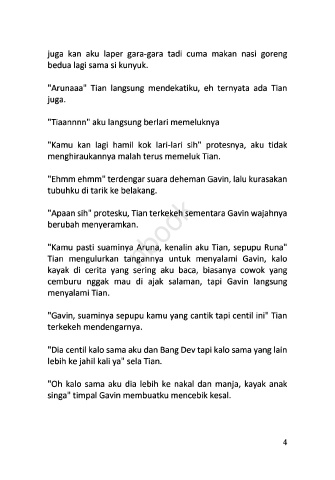 juga kan aku laper gara-gara tadi cuma makan nasi goreng
bedua lagi sama si kunyuk.
"Arunaaa" Tian langsung mendekatiku, eh ternyata ada Tian
juga.
"Tiaannnn" aku langsung berlari memeluknya
"Kamu kan lagi hamil kok lari-lari sih" protesnya, aku tidak
menghiraukannya malah terus memeluk Tian.
"Ehmm ehmm" terdengar suara deheman Gavin, lalu kurasakan
tubuhku di tarik ke belakang.
"Apaan sih" protesku, Tian terkekeh sementara Gavin wajahnya
berubah menyeramkan.
"Kamu pasti suaminya Aruna, kenalin aku Tian, sepupu Runa"
Tian mengulurkan tangannya untuk menyalami Gavin, kalo
kayak di cerita yang sering aku baca, biasanya cowok yang
cemburu nggak mau di ajak salaman, tapi Gavin langsung
menyalami Tian.
"Gavin, suaminya sepupu kamu yang cantik tapi centil ini" Tian
terkekeh mendengarnya.
"Dia centil kalo sama aku dan Bang Dev tapi kalo sama yang lain
lebih ke jahil kali ya" sela Tian.
"Oh kalo sama aku dia lebih ke nakal dan manja, kayak anak
singa" timpal Gavin membuatku mencebik kesal.
4